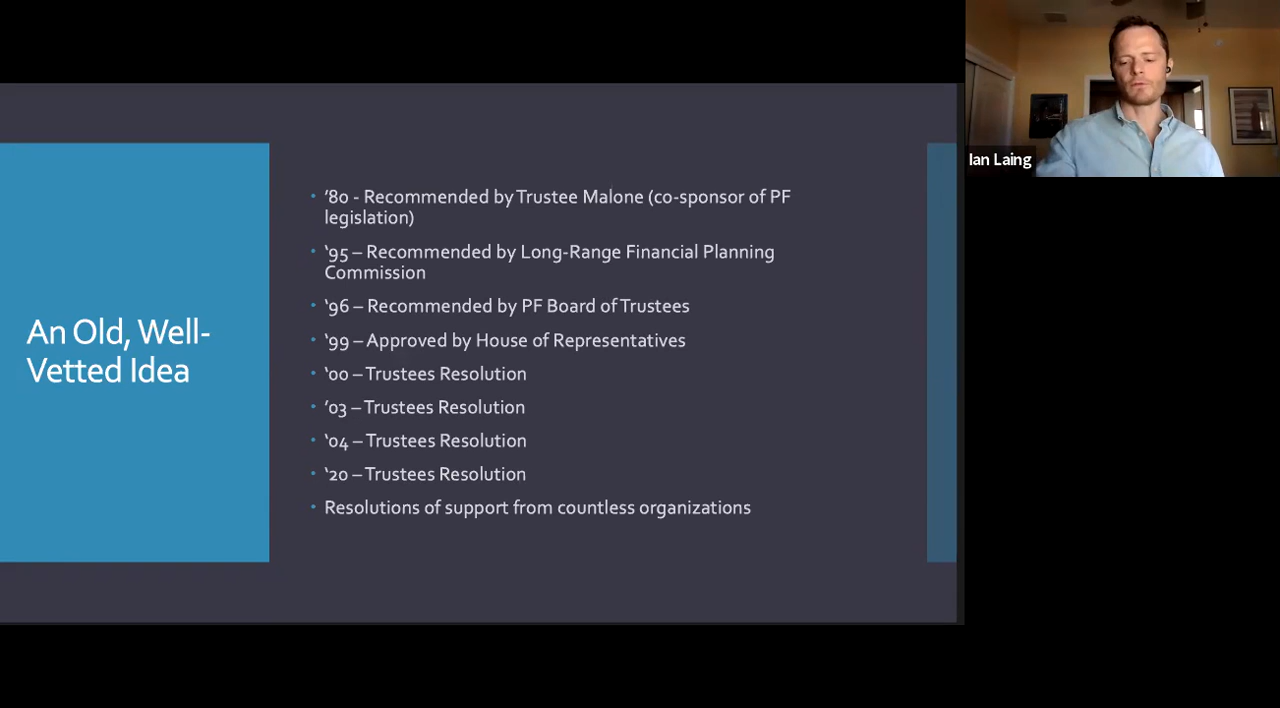 Ian Laing
An Old, Well-
Vetted Idea
• '80 - Recommended by Trustee Malone (co-sponsor of PF
legislation)
• ‘95 – Recommended by Long-Range Financial Planning
Commission
• ‘96 – Recommended by PF Board of Trustees
• ‘99 – Approved by House of Representatives
• ‘00 – Trustees Resolution
• ’03 – Trustees Resolution
• ‘04 – Trustees Resolution
• ‘20 – Trustees Resolution
• Resolutions of support from countless organizations